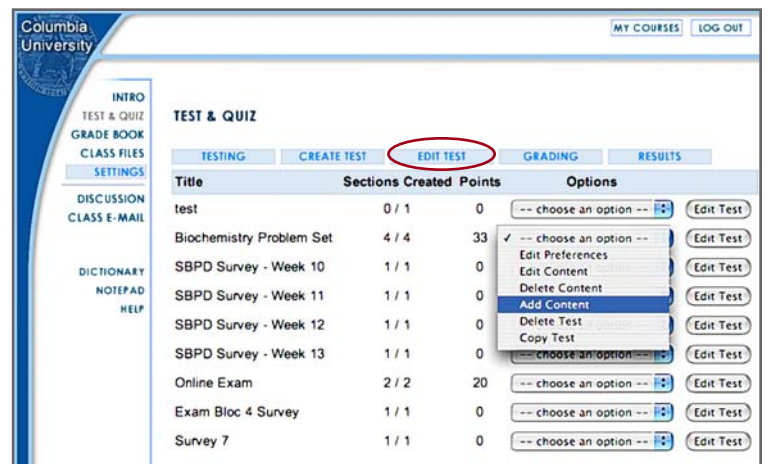 Columbia
University
MY COURSES LOG OUT
INTRO
TEST & QUIZ
GRADE BOOK
CLASS FILES
SETTINGS
DISCUSSION
CLASS E-MAIL
DICTIONARY
NOTEPAD
HELP
TEST & QUIZ
TESTING CREATE TEST EDIT TEST GRADING RESULTS
Title Sections Created Points Options
test 0 / 1 0 -- choose an option -- Edit Test
Biochemistry Problem Set 4 / 4 33 ✓ -- choose an option -- Edit Test
Edit Preferences
Edit Content
Delete Content
Add Content
Delete Test
Copy Test
SBPD Survey - Week 10 1 / 1 0 Edit Test
SBPD Survey - Week 11 1 / 1 0 Edit Test
SBPD Survey - Week 12 1 / 1 0 Edit Test
SBPD Survey - Week 13 1 / 1 0 -- choose an option -- Edit Test
Online Exam 2 / 2 20 -- choose an option -- Edit Test
Exam Bloc 4 Survey 1 / 1 0 -- choose an option -- Edit Test
Survey 7 1 / 1 0 -- choose an option -- Edit Test